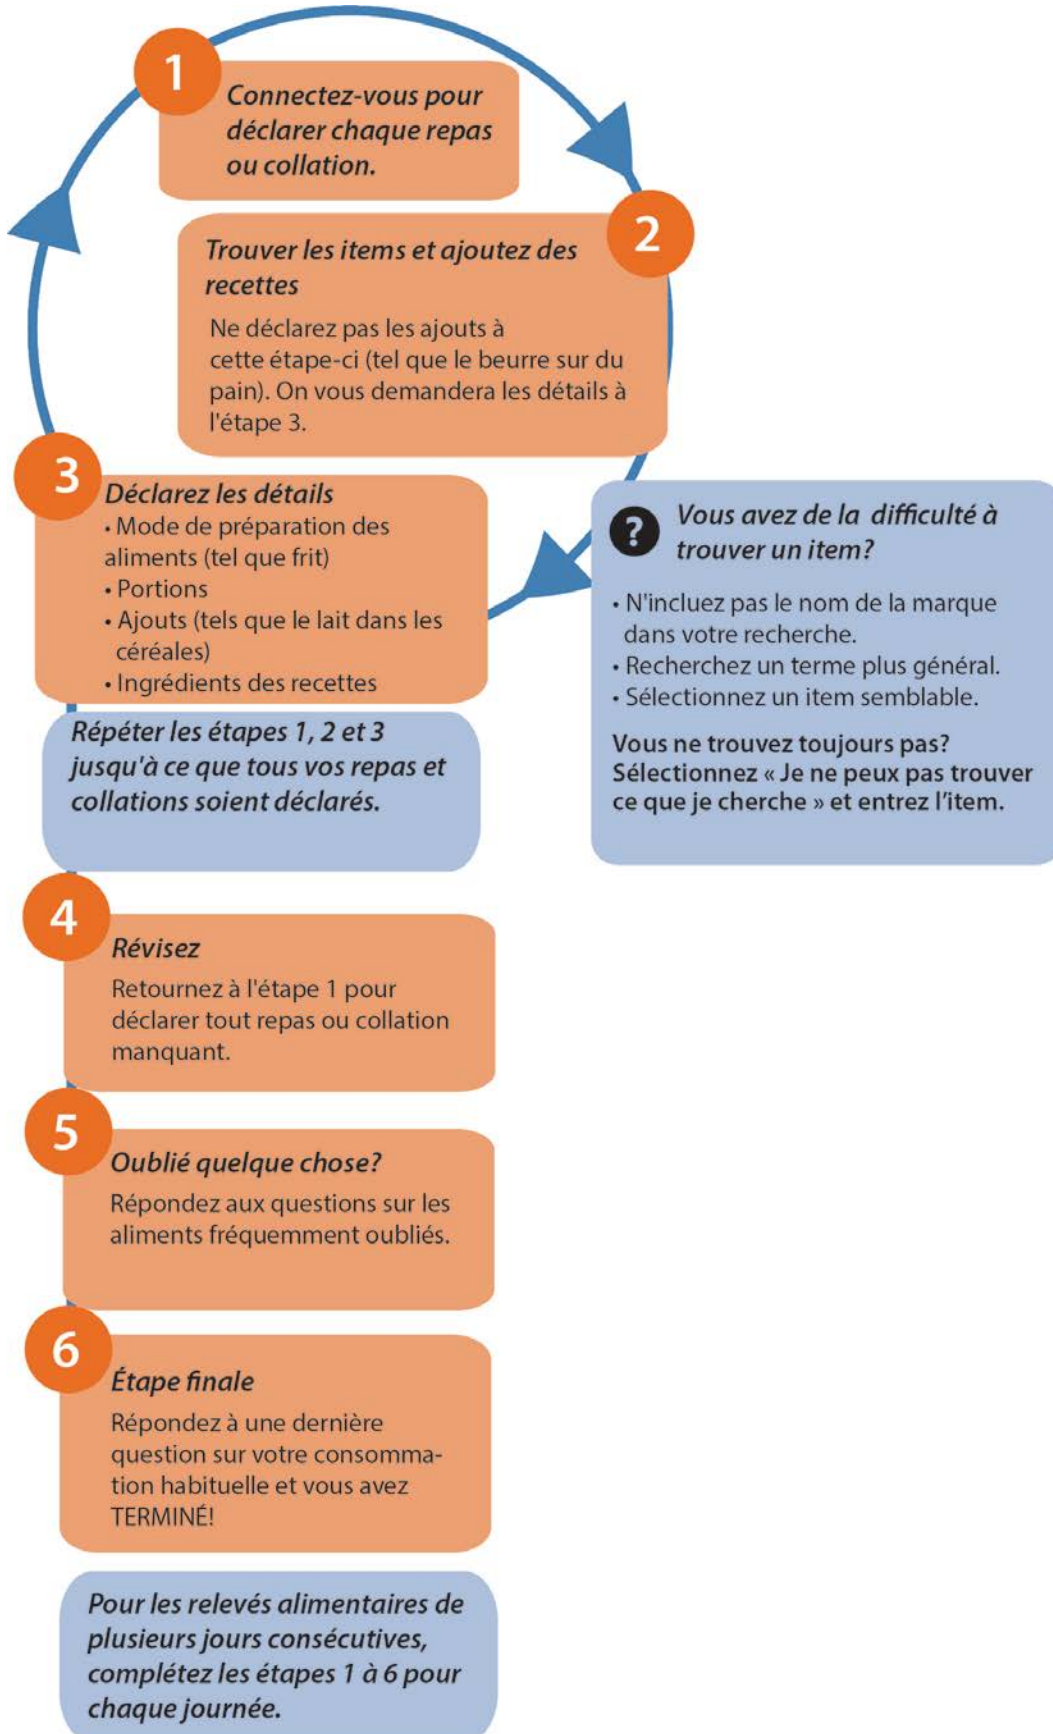 1
Connectez-vous pour
déclarer chaque repas
ou collation.
2
Trouver les items et ajoutez des
recettes
Ne déclarez pas les ajouts à
cette étape-ci (tel que le beurre sur du
pain). On vous demandera les détails à
l'étape 3.
3
Déclarez les détails
• Mode de préparation des
aliments (tel que frit)
• Portions
• Ajouts (tels que le lait dans les
céréales)
• Ingrédients des recettes
?
Vous avez de la difficulté à
trouver un item?
• N'incluez pas le nom de la marque
dans votre recherche.
• Recherchez un terme plus général.
• Sélectionnez un item semblable.
Vous ne trouvez toujours pas?
Sélectionnez « Je ne peux pas trouver
ce que je cherche » et entrez l'item.
Répéter les étapes 1, 2 et 3
jusqu'à ce que tous vos repas et
collations soient déclarés.
4
Révisez
Retournez à l'étape 1 pour
déclarer tout repas ou collation
manquant.
5
Oublié quelque chose?
Répondez aux questions sur les
aliments fréquemment oubliés.
6
Étape finale
Répondez à une dernière
question sur votre consomma-
tion habituelle et vous avez
TERMINÉ!
Pour les relevés alimentaires de
plusieurs jours consécutives,
complétez les étapes 1 à 6 pour
chaque journée.